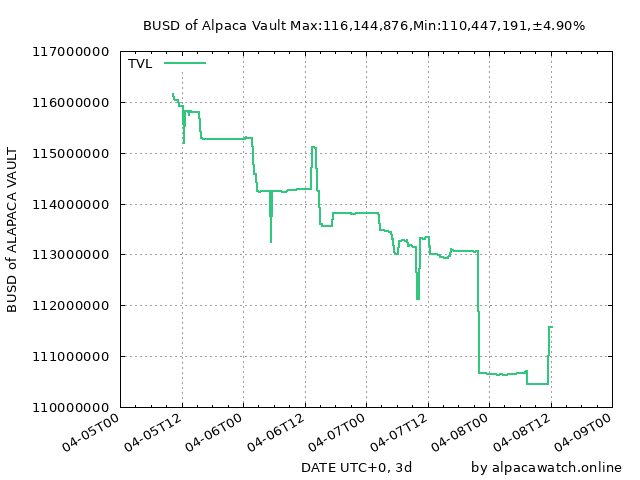 BUSD of Alpaca Vault Max:116,144,876,Min:110,447,191,±4.90%
117000000
TVL
116000000
115000000
114000000
113000000
112000000
111000000
110000000
BUSD of ALAPACA VAULT
04-05T00
04-05T12
04-06T00
04-06T12
04-07T00
04-07T12
04-08T00
04-08T12
04-09T00
DATE UTC+0, 3d
by alpacawatch.online